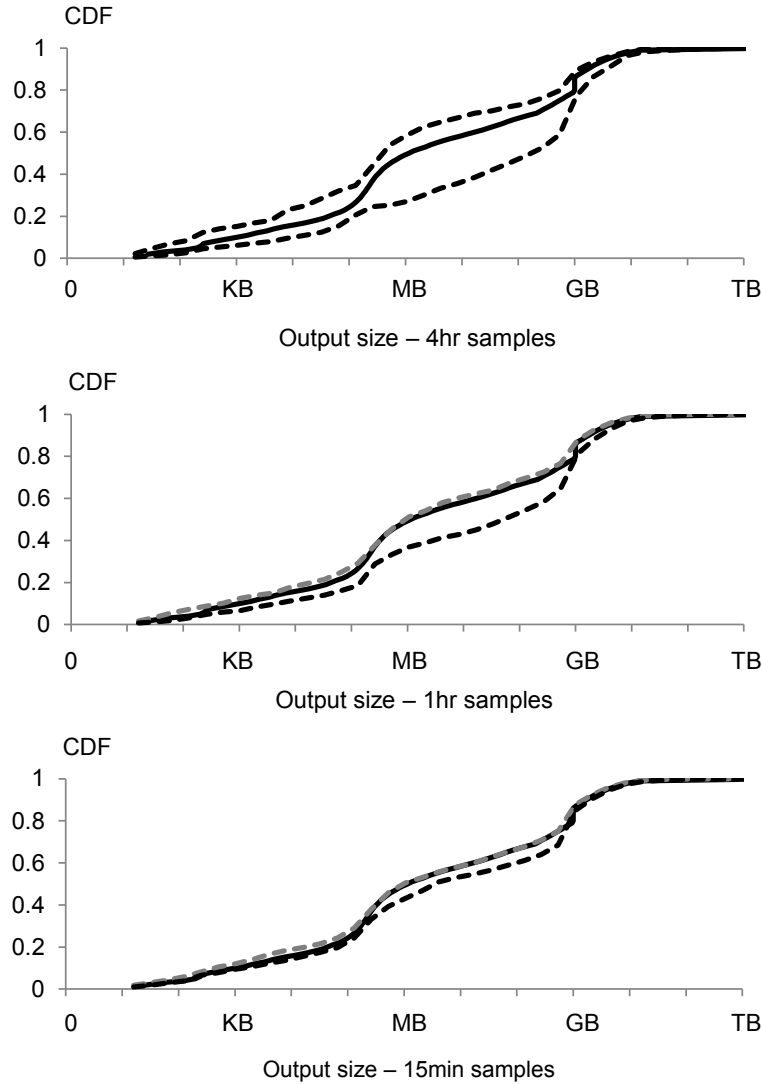 CDF
1
0.8
0.6
0.4
0.2
0
0 KB MB GB TB
Output size – 4hr samples
CDF
1
0.8
0.6
0.4
0.2
0
0 KB MB GB TB
Output size – 1hr samples
CDF
1
0.8
0.6
0.4
0.2
0
0 KB MB GB TB
Output size – 15min samples